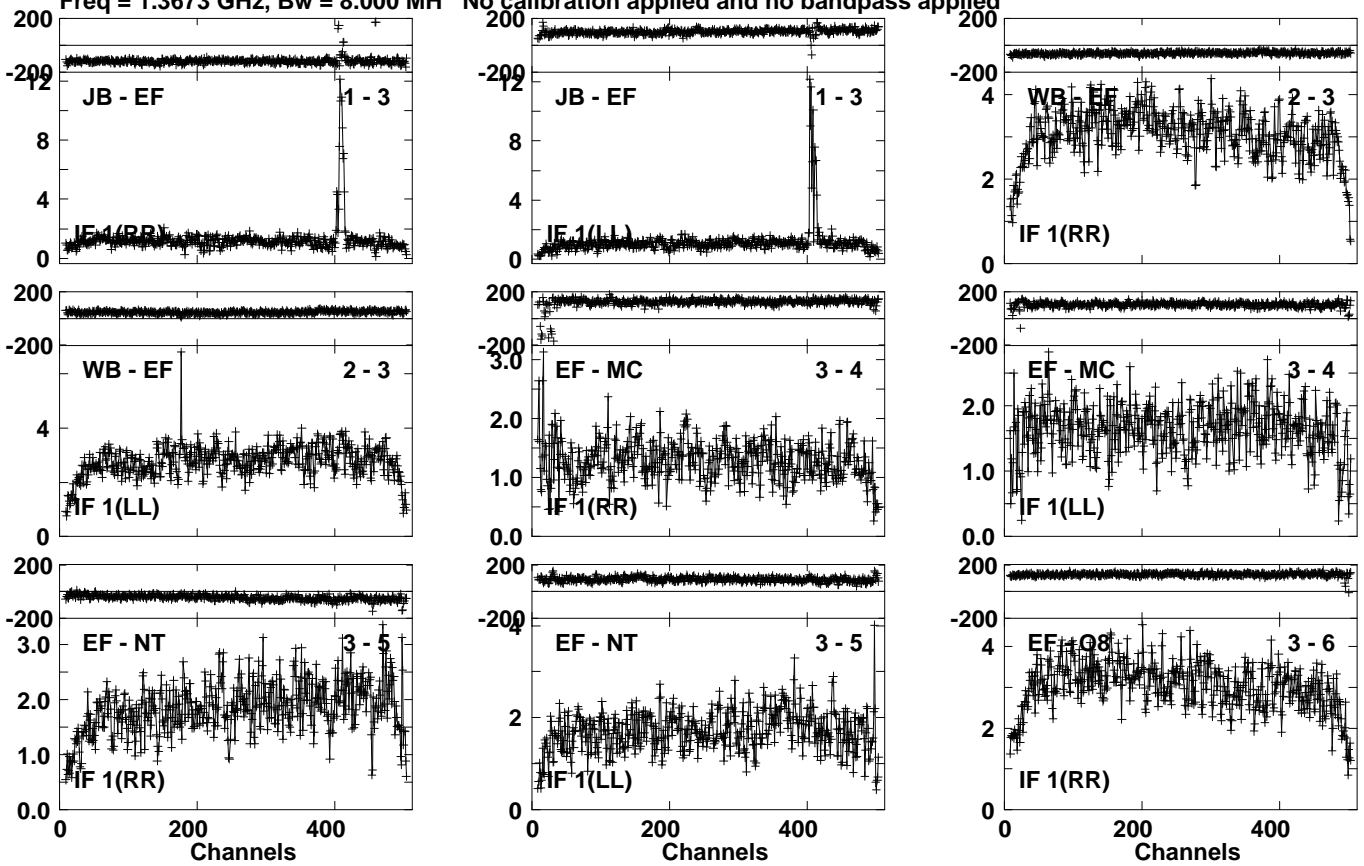 Freq = 1.3673 GHz, Bw = 8.000 MH No calibration applied and no bandpass applied
200
-200
12
8
4
0
JB - EF
1 - 3
IF 1(RR)
200
-200
12
8
4
0
JB - EF
1 - 3
IF 1(LL)
200
-200
4
2
0
WB - EF
2 - 3
IF 1(RR)
200
-200
4
0
WB - EF
2 - 3
IF 1(LL)
200
-200
3.0
2.0
1.0
0.0
EF - MC
3 - 4
IF 1(RR)
200
-200
2.0
1.0
0.0
EF - MC
3 - 4
IF 1(LL)
200
-200
3.0
2.0
1.0
0.0
EF - NT
3 - 5
IF 1(RR)
0 200 400
Channels
200
-200
4
2
0
EF - NT
3 - 5
IF 1(LL)
0 200 400
Channels
200
-200
4
2
0
EF - O8
3 - 6
IF 1(RR)
0 200 400
Channels